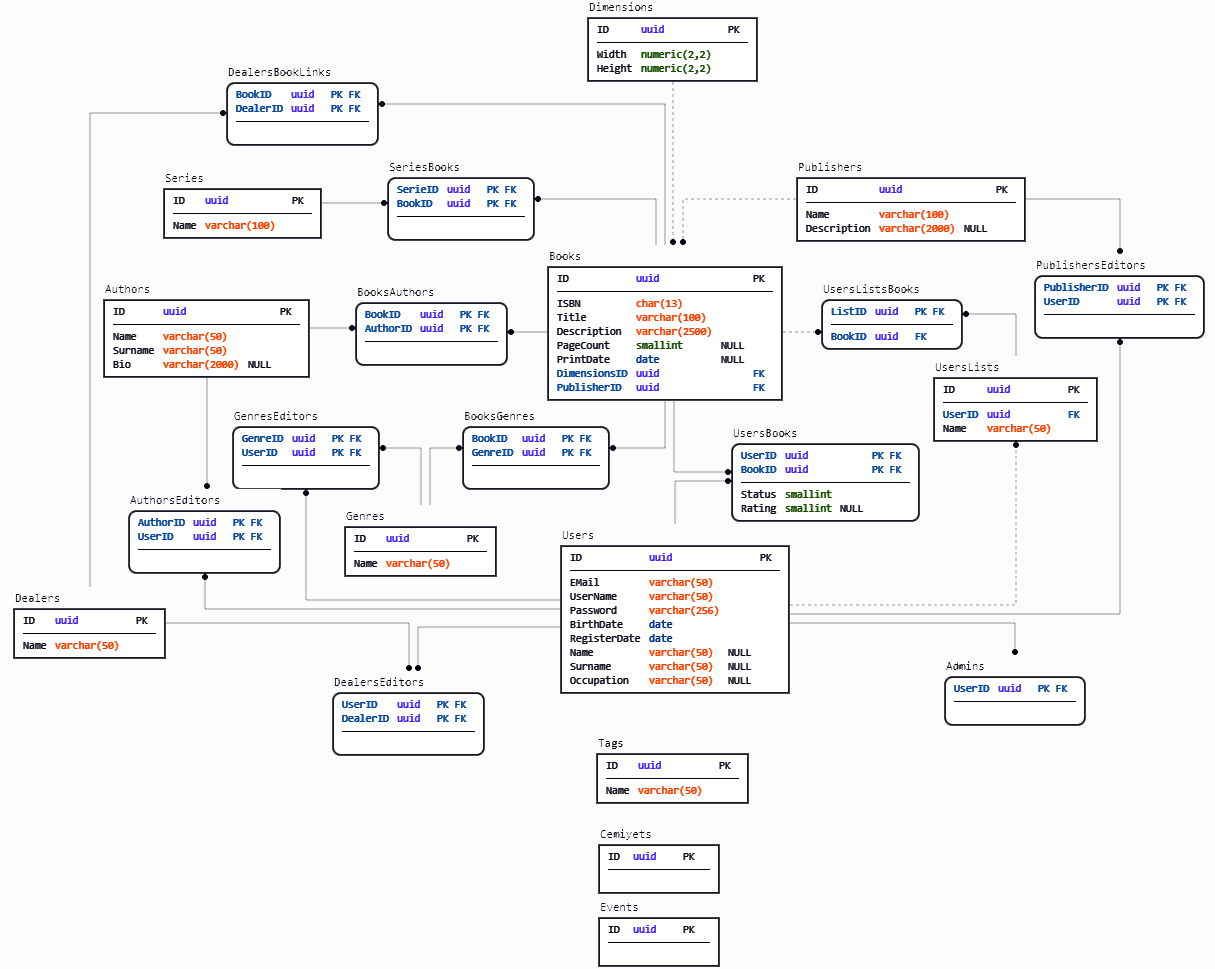 Dimensions
ID uuid PK
Width numeric(2,2)
Height numeric(2,2)
DealersBookLinks
BookID uuid PK FK
DealerID uuid PK FK
Series
ID uuid PK
Name varchar(100)
SeriesBooks
SerieID uuid PK FK
BookID uuid PK FK
Publishers
ID uuid PK
Name varchar(100)
Description varchar(2000) NULL
Books
ID uuid PK
ISBN char(13)
Title varchar(100)
Description varchar(2500)
PageCount smallint NULL
PrintDate date NULL
DimensionsID uuid FK
PublisherID uuid FK
PublishersEditors
PublisherID uuid PK FK
UserID uuid PK FK
Authors
ID uuid PK
Name varchar(50)
Surname varchar(50)
Bio varchar(2000) NULL
BooksAuthors
BookID uuid PK FK
AuthorID uuid PK FK
UsersListsBooks
ListID uuid PK FK
BookID uuid FK
UsersLists
ID uuid PK
UserID uuid FK
Name varchar(50)
GenresEditors
GenreID uuid PK FK
UserID uuid PK FK
BooksGenres
BookID uuid PK FK
GenreID uuid PK FK
UsersBooks
UserID uuid PK FK
BookID uuid PK FK
Status smallint
Rating smallint NULL
AuthorsEditors
AuthorID uuid PK FK
UserID uuid PK FK
Genres
ID uuid PK
Name varchar(50)
Users
ID uuid PK
EMail varchar(50)
UserName varchar(50)
Password varchar(256)
BirthDate date
RegisterDate date
Name varchar(50) NULL
Surname varchar(50) NULL
Occupation varchar(50) NULL
Dealers
ID uuid PK
Name varchar(50)
DealersEditors
UserID uuid PK FK
DealerID uuid PK FK
Admins
UserID uuid PK FK
Tags
ID uuid PK
Name varchar(50)
Cemiyets
ID uuid PK
Events
ID uuid PK